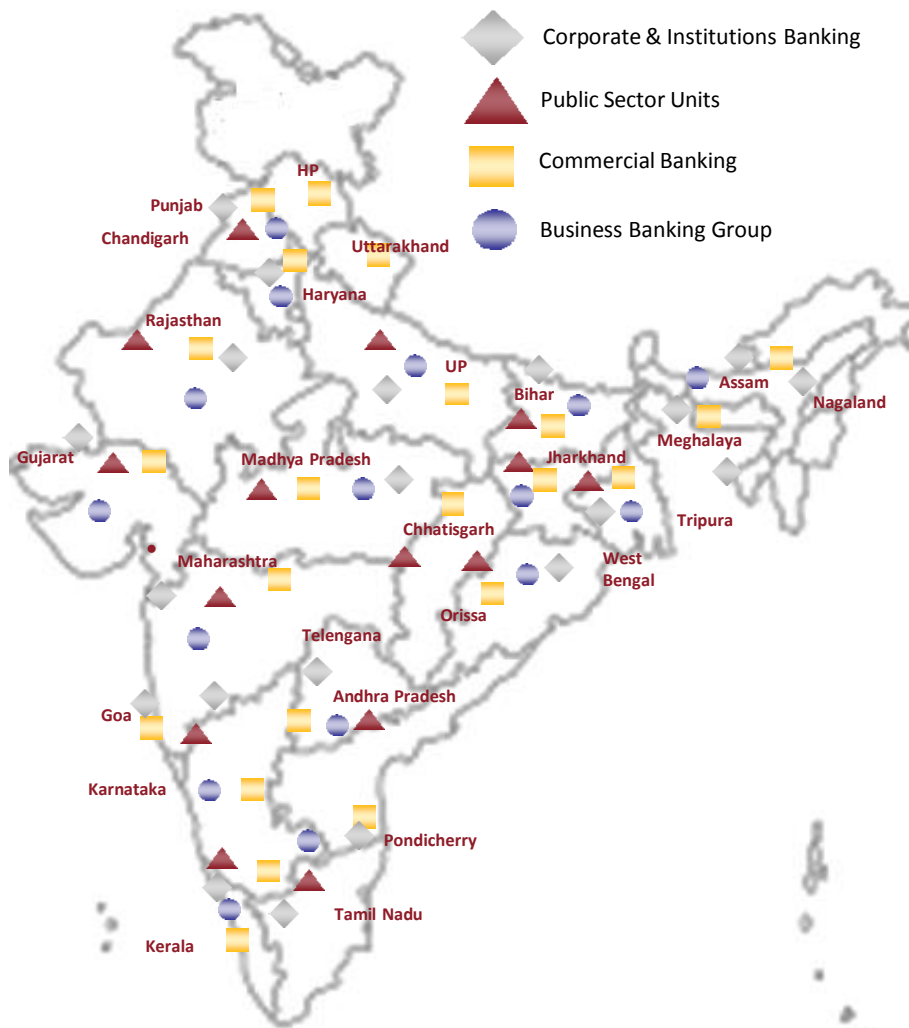 Corporate & Institutions Banking
Public Sector Units
Commercial Banking
Business Banking Group
HP
Punjab
Chandigarh
Uttarakhand
Haryana
Rajasthan
UP
Bihar
Assam
Nagaland
Meghalaya
Gujarat
Madhya Pradesh
Jharkhand
Tripura
Chhatisgarh
Maharashtra
West
Bengal
Orissa
Telengana
Andhra Pradesh
Goa
Karnataka
Pondicherry
Tamil Nadu
Kerala